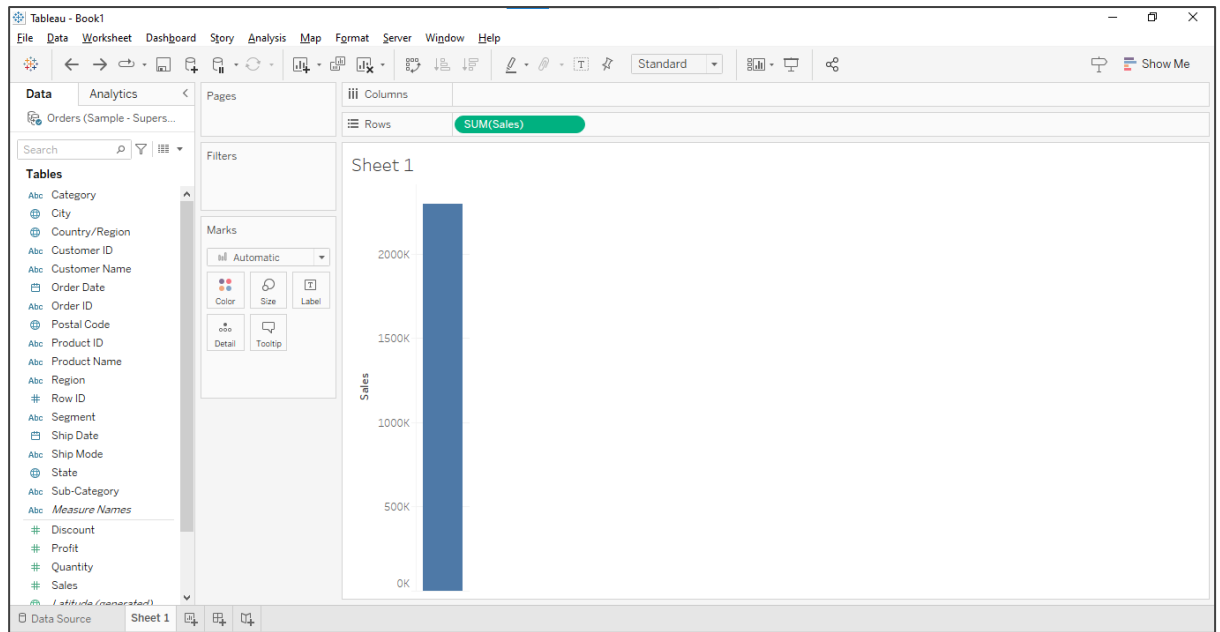 Tableau - Book1
File Data Worksheet Dashboard Story Analysis Map Format Server Window Help
Standard
Show Me
Data Analytics
Orders (Sample - Supers...
Search
Tables
Abc Category
City
Country/Region
Abc Customer ID
Abc Customer Name
Order Date
Abc Order ID
Postal Code
Abc Product ID
Abc Product Name
Abc Region
# Row ID
Abc Segment
Ship Date
Abc Ship Mode
State
Abc Sub-Category
Abc Measure Names
# Discount
# Profit
# Quantity
# Sales
Latitude (generated)
Pages
Filters
Marks
Automatic
Color Size Label
Detail Tooltip
Columns
Rows SUM(Sales)
Sheet 1
2000K
1500K
1000K
500K
0K
Sales
Data Source Sheet 1